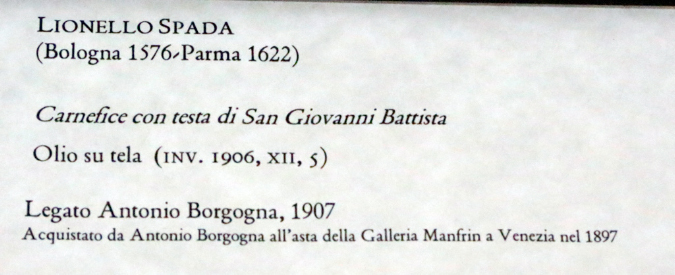 LIONELLO SPADA
(Bologna 1576-Parma 1622)
Carnefice con testa di San Giovanni Battista
Olio su tela (INV. 1906, XII, 5)
Legato Antonio Borgogna, 1907
Acquistato da Antonio Borgogna all'asta della Galleria Manfrin a Venezia nel 1897